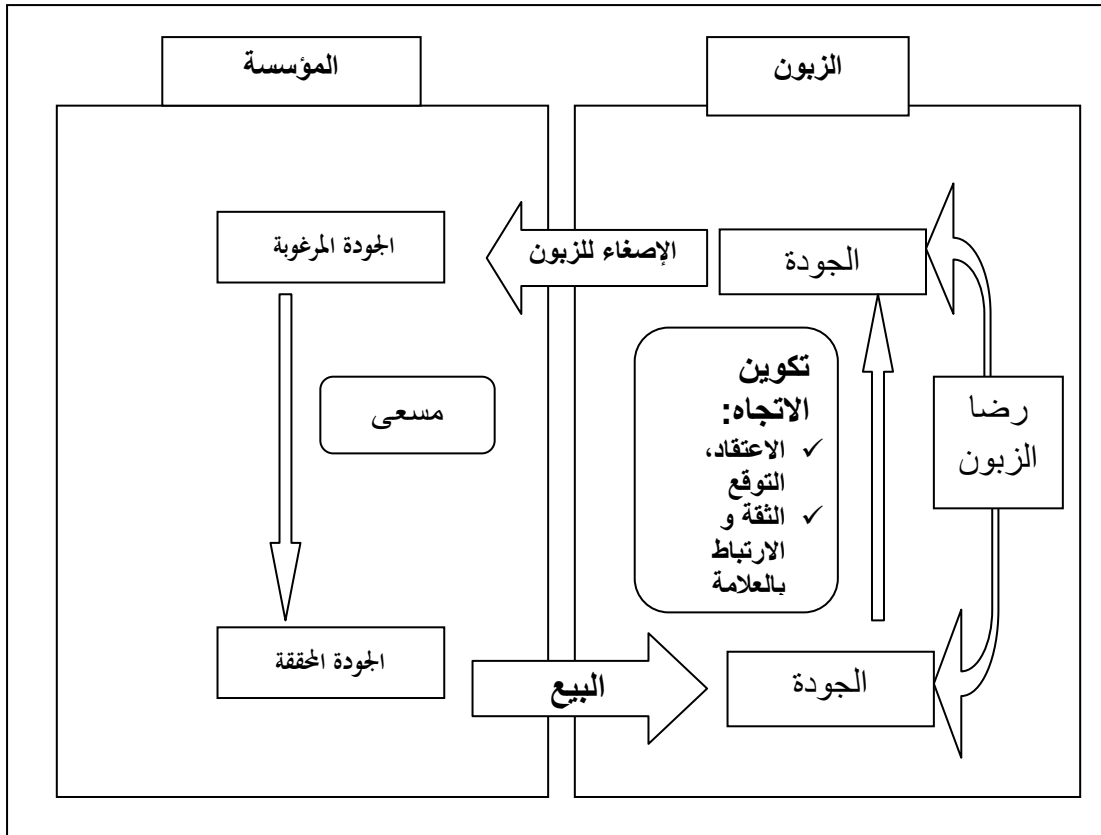 الزبون
المؤسسة
الجودة
الإصغاء للزبون
الجودة المرغوبة
تكوين
الاتجاه:
✓ الاعتقاد،
التوقع
✓ الثقة و
الارتباط
بالعلامة
رضا
الزبون
مسعى
الجودة
البيع
الجودة المحققة